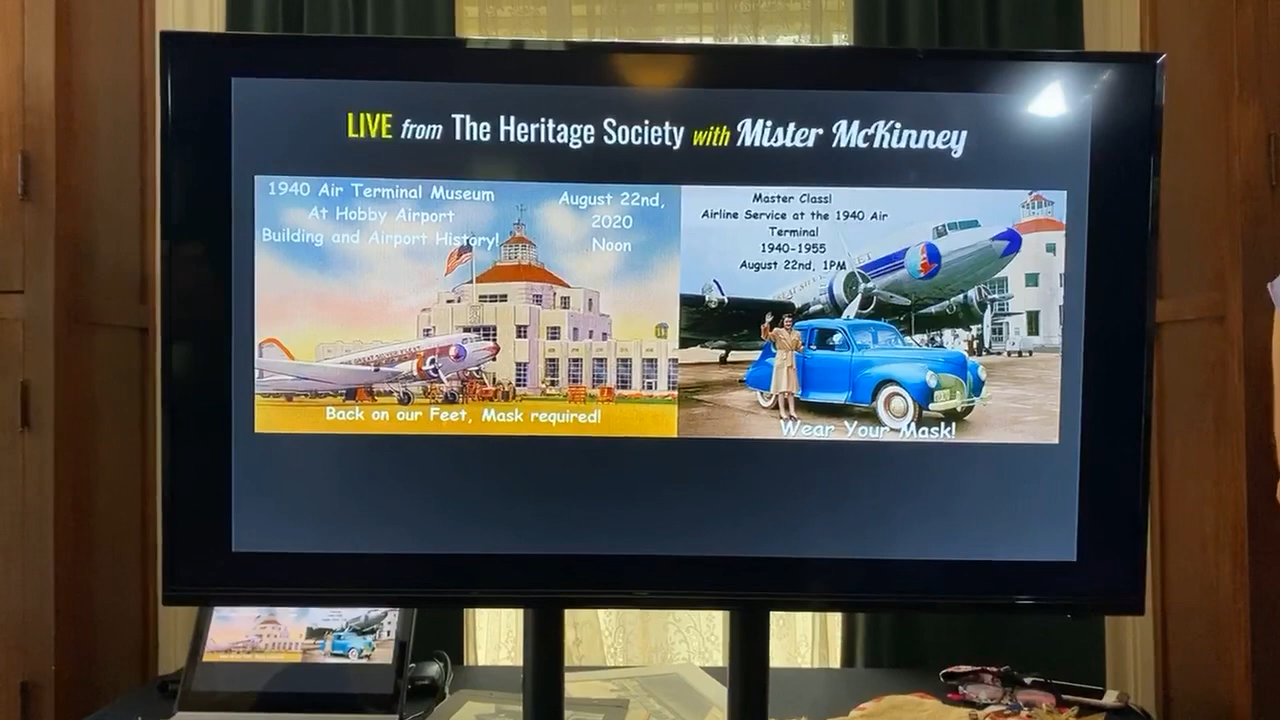 LIVE from The Heritage Society with Mister McKinney
1940 Air Terminal Museum
At Hobby Airport
Building and Airport History!
August 22nd,
2020
Noon
Back on our Feet, Mask required!
Master Class!
Airline Service at the 1940 Air
Terminal
1940-1955
August 22nd, 1PM
Wear Your Mask!